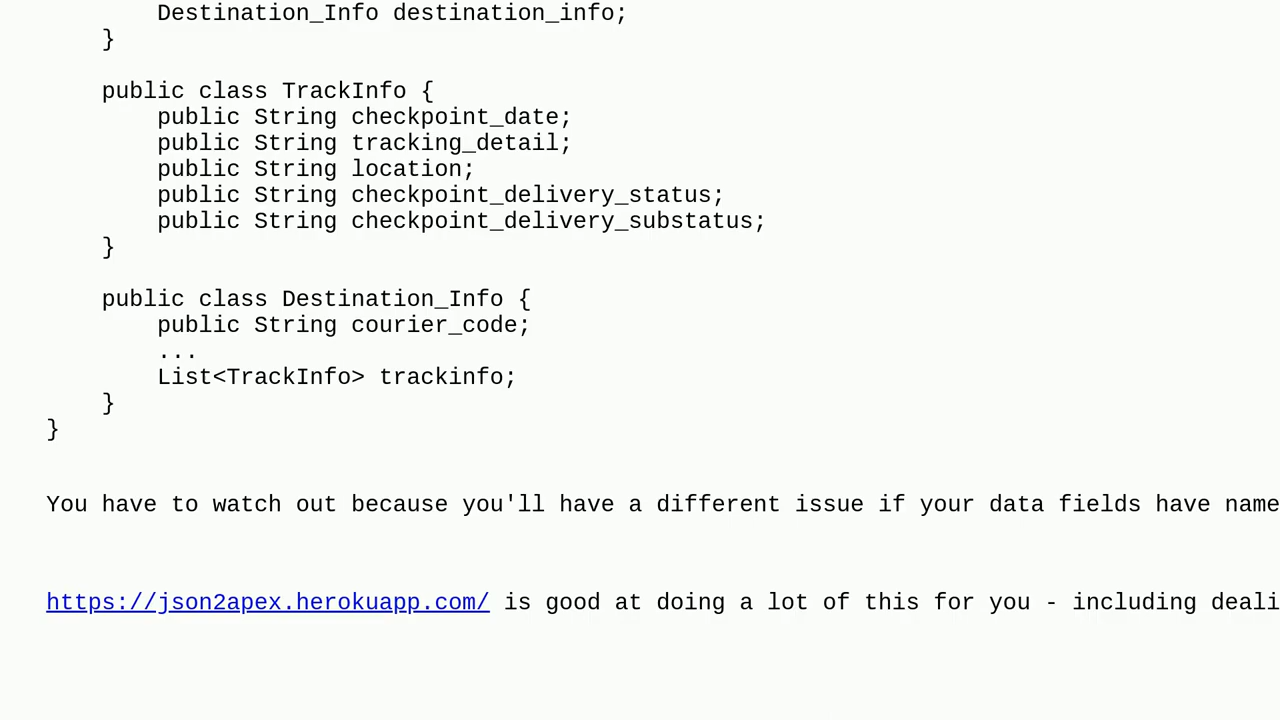 Destination_Info destination_info;
}
public class TrackInfo {
public String checkpoint_date;
public String tracking_detail;
public String location;
public String checkpoint_delivery_status;
public String checkpoint_delivery_substatus;
}
public class Destination_Info {
public String courier_code;
...
List<TrackInfo> trackinfo;
}
}
You have to watch out because you'll have a different issue if your data fields have name
https://json2apex.herokuapp.com/ is good at doing a lot of this for you - including deali